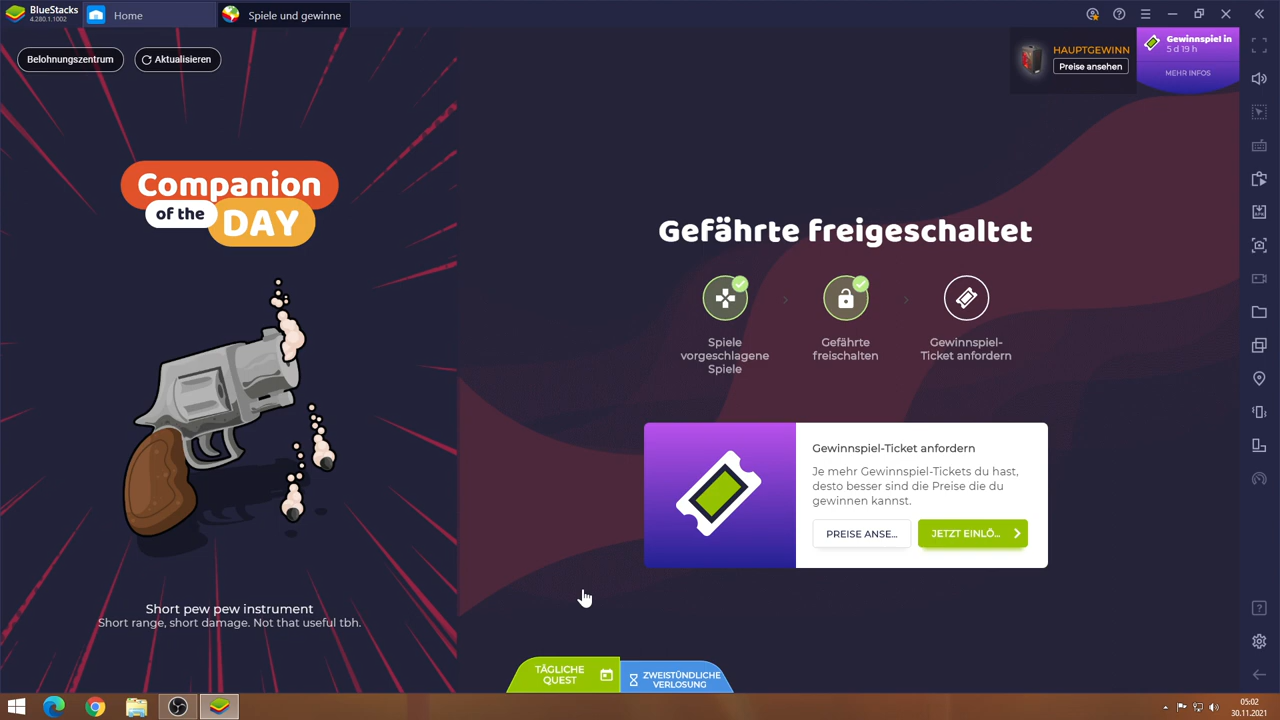 BlueStacks
4.280.1.1002
Home
Spiele und gewinne
Belohnungszentrum
Aktualisieren
HAUPTGEWINN
Preise ansehen
Gewinnspiel in
5 d 19 h
MEHR INFOS
Companion
of the
DAY
Gefährte freigeschaltet
Spiele
vorgeschlagene
Spiele
Gefährte
freischalten
Gewinnspiel-
Ticket anfordern
Gewinnspiel-Ticket anfordern
Je mehr Gewinnspiel-Tickets du hast,
desto besser sind die Preise die du
gewinnen kannst.
PREISE ANSE...
JETZT EINLÖ...
Short pew pew instrument
Short range, short damage. Not that useful tbh.
TÄGLICHE
QUEST
ZWEISTÜNDLICHE
VERLOSUNG
05:02
30.11.2021